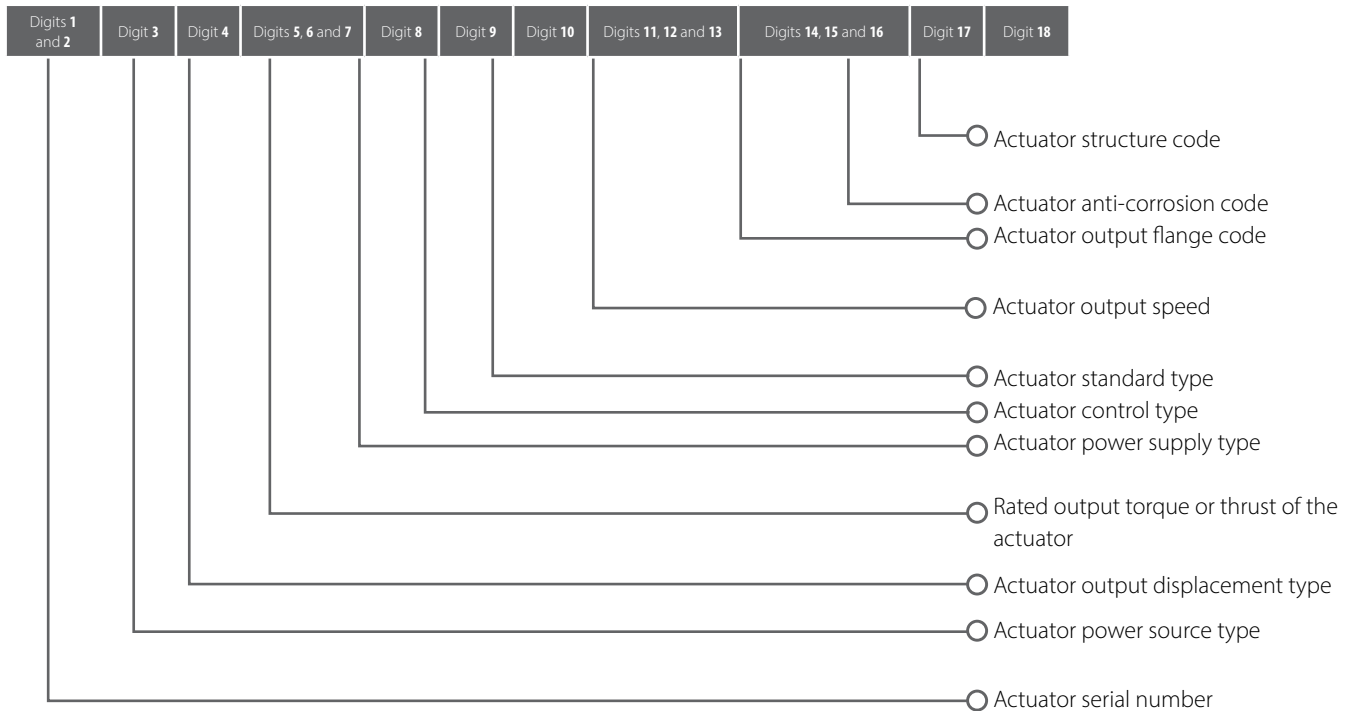 Digits 1
and 2
Digit 3
Digit 4
Digits 5, 6 and 7
Digit 8
Digit 9
Digit 10
Digits 11, 12 and 13
Digits 14, 15 and 16
Digit 17
Digit 18
Actuator structure code
Actuator anti-corrosion code
Actuator output flange code
Actuator output speed
Actuator standard type
Actuator control type
Actuator power supply type
Rated output torque or thrust of the
actuator
Actuator output displacement type
Actuator power source type
Actuator serial number